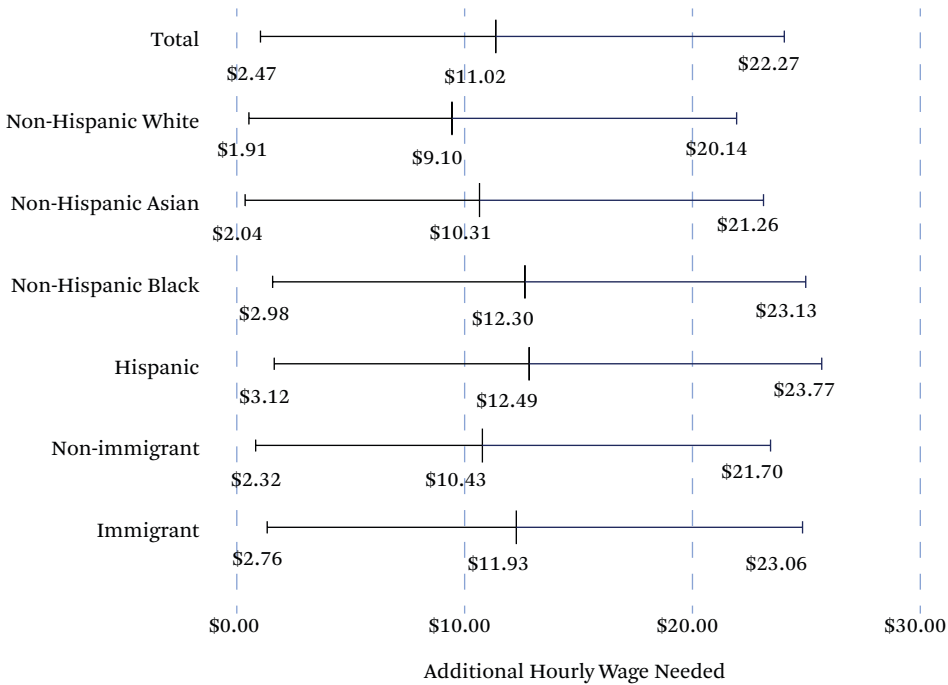 Total
$2.47
$11.02
$22.27
Non-Hispanic White
$1.91
$9.10
$20.14
Non-Hispanic Asian
$2.04
$10.31
$21.26
Non-Hispanic Black
$2.98
$12.30
$23.13
Hispanic
$3.12
$12.49
$23.77
Non-immigrant
$2.32
$10.43
$21.70
Immigrant
$2.76
$11.93
$23.06
$0.00 $10.00 $20.00 $30.00
Additional Hourly Wage Needed